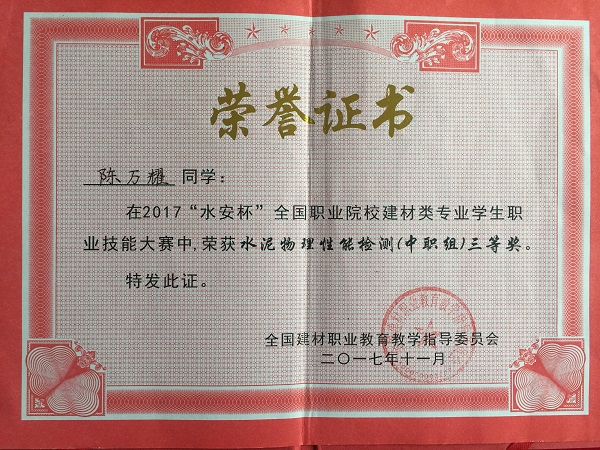 荣誉证书
陈万耀 同学：
在2017“水安杯”全国职业院校建材类专业学生职
业技能大赛中,荣获水泥物理性能检测(中职组)三等奖。
特发此证。
全国建材职业教育教学指导委员会
二〇一七年十一月